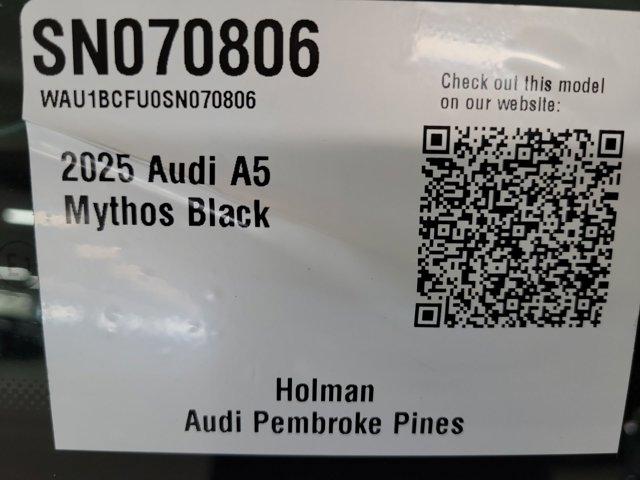 SN070806
WAU1BCFU0SN070806
2025 Audi A5
Mythos Black
Check out this model
on our website:
Holman
Audi Pembroke Pines